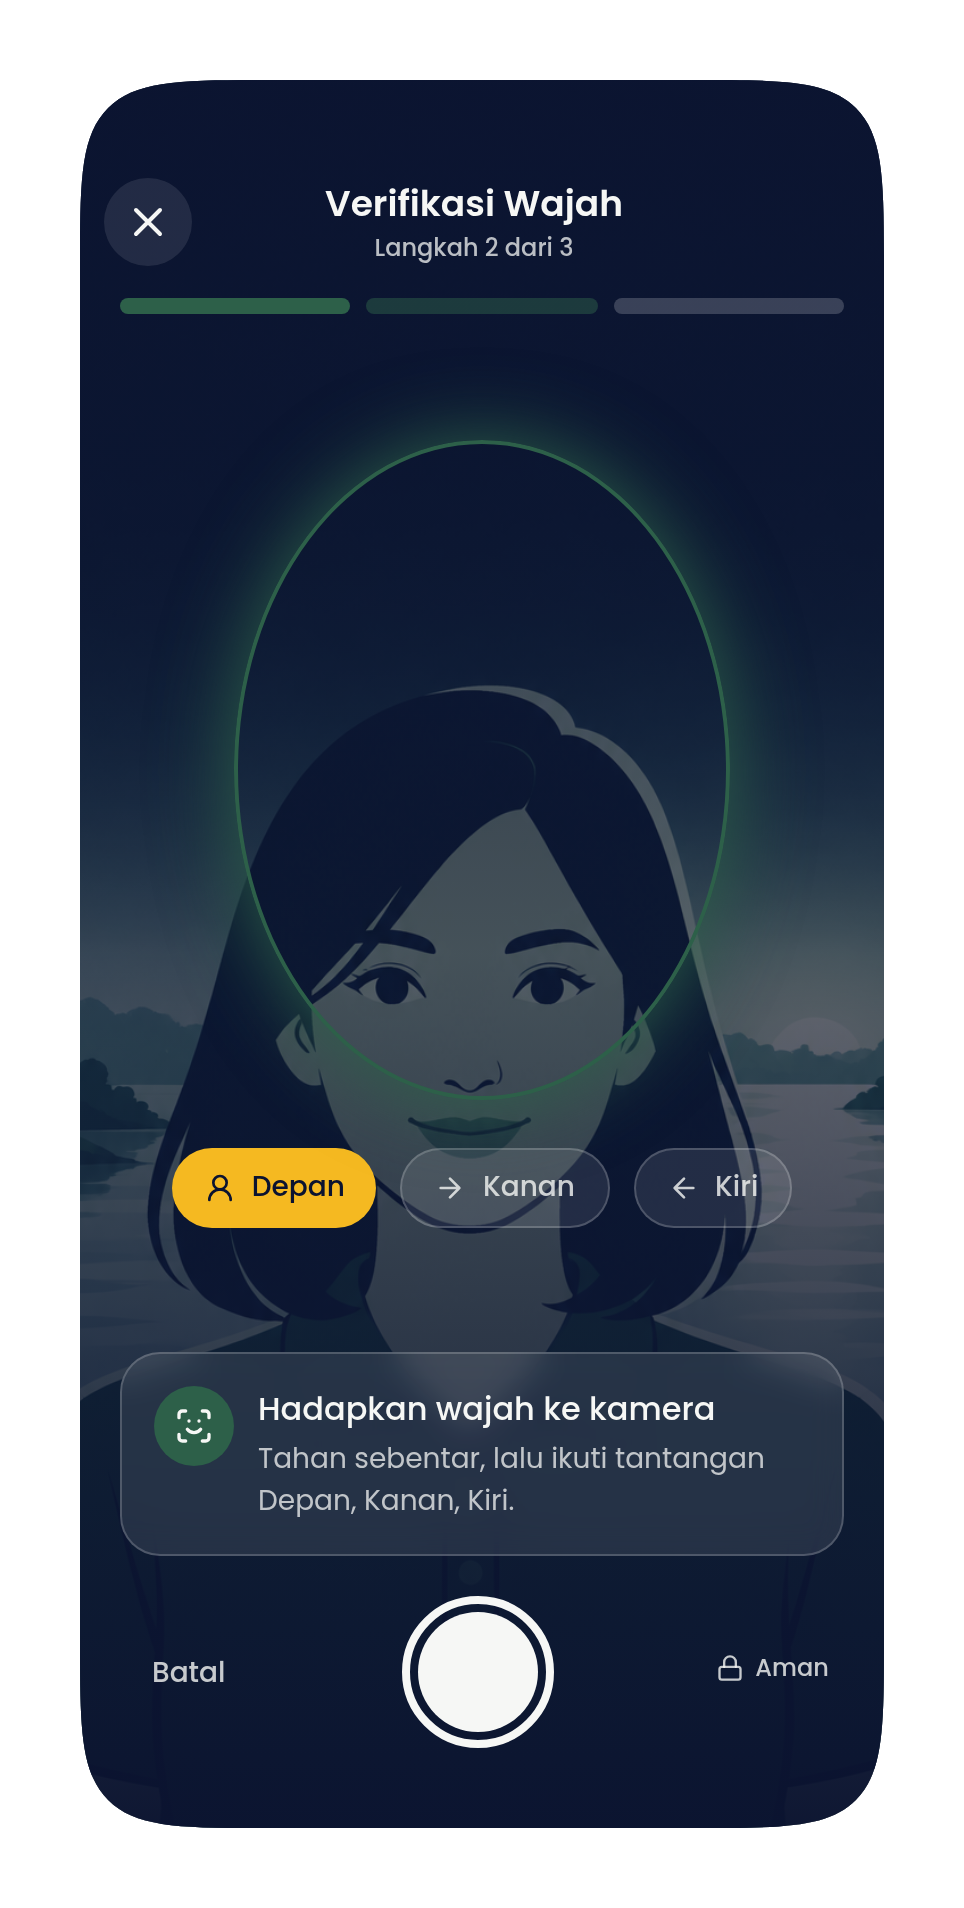 Verifikasi Wajah
Langkah 2 dari 3
Depan
Kanan
Kiri
Hadapkan wajah ke kamera
Tahan sebentar, lalu ikuti tantangan
Depan, Kanan, Kiri.
Batal
Aman